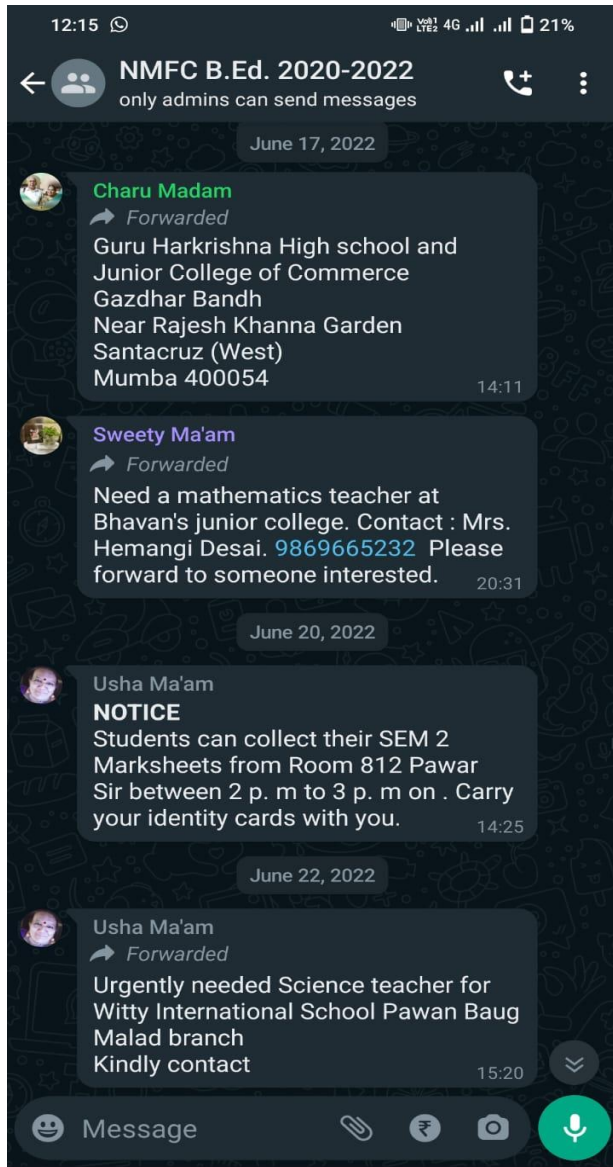 12:15 4G 21%
NMFC B.Ed. 2020-2022
only admins can send messages
June 17, 2022
Charu Madam
Forwarded
Guru Harkrishna High school and
Junior College of Commerce
Gazdhar Bandh
Near Rajesh Khanna Garden
Santacruz (West)
Mumba 400054
14:11
Sweety Ma'am
Forwarded
Need a mathematics teacher at
Bhavan's junior college. Contact : Mrs.
Hemangi Desai. 9869665232 Please
forward to someone interested.
20:31
June 20, 2022
Usha Ma'am
NOTICE
Students can collect their SEM 2
Marksheets from Room 812 Pawar
Sir between 2 p. m to 3 p. m on . Carry
your identity cards with you.
14:25
June 22, 2022
Usha Ma'am
Forwarded
Urgently needed Science teacher for
Witty International School Pawan Baug
Malad branch
Kindly contact
15:20
Message